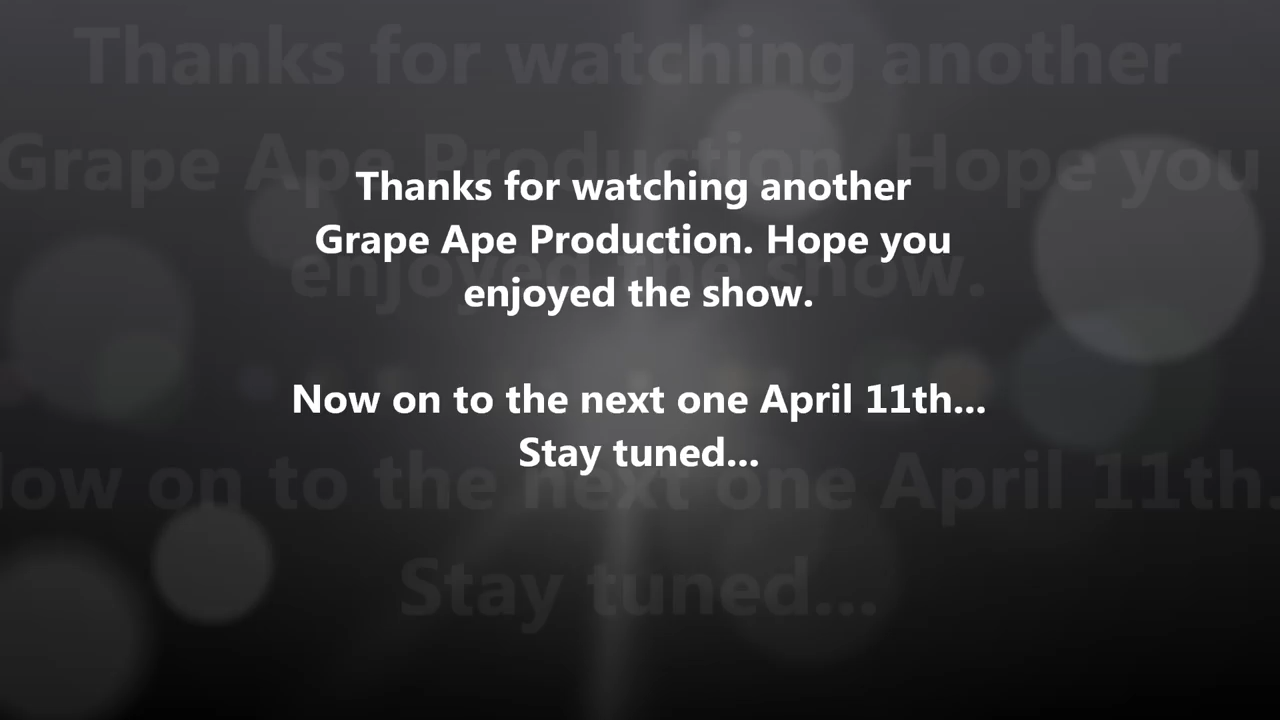 Thanks for watching another
Grape Ape Production. Hope you
enjoyed the show.
Now on to the next one April 11th...
Stay tuned...